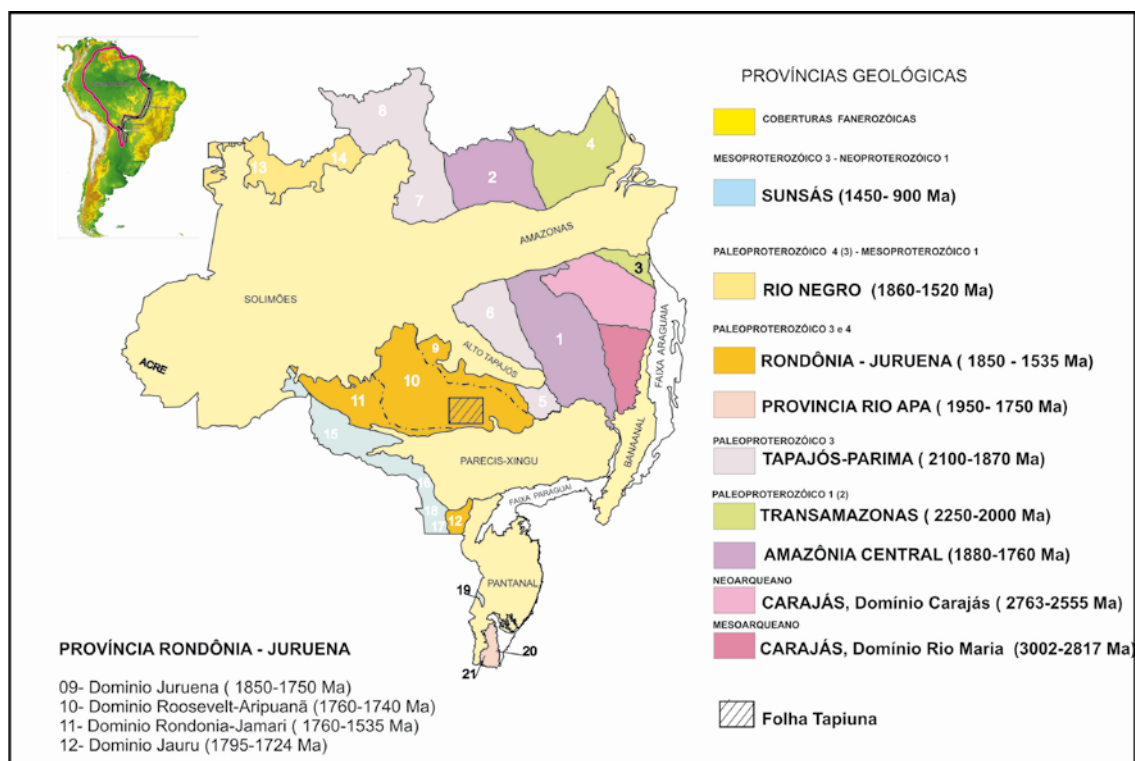 PROVÍNCIAS GEOLÓGICAS
COBERTURAS FANEROZÓICAS
MESOPROTEROZÓICO 3 - NEOPROTEROZÓICO 1
SUNSÁS (1450- 900 Ma)
PALEOPROTEROZÓICO 4 (3) - MESOPROTEROZÓICO 1
RIO NEGRO (1860-1520 Ma)
PALEOPROTEROZÓICO 3 e 4
RONDÔNIA - JURUENA ( 1850 - 1535 Ma)
PROVINCIA RIO APA ( 1950- 1750 Ma)
PALEOPROTEROZÓICO 3
TAPAJÓS-PARIMA ( 2100-1870 Ma)
PALEOPROTEROZÓICO 1 (2)
TRANSAMAZONAS ( 2250-2000 Ma)
AMAZÔNIA CENTRAL (1880-1760 Ma)
NEOARQUEANO
CARAJÁS, Domínio Carajás ( 2763-2555 Ma)
MESOARQUEANO
CARAJÁS, Domínio Rio Maria (3002-2817 Ma)
Folha Tapiuna
8
4
14
13
2
7
AMAZONAS
3
SOLIMÕES
6
1
FAIXA ARAGUAIA
ALTO TAPAJÓS
9
ACRE
10
11
5
15
PARECIS-XINGU
BANAANAL
16
FAIXA PARAGUAI
18
17
12
PANTANAL
19
20
21
PROVÍNCIA RONDÔNIA - JURUENA
09- Dominio Juruena ( 1850-1750 Ma)
10- Dominio Roosevelt-Aripuanã (1760-1740 Ma)
11- Dominio Rondonia-Jamari ( 1760-1535 Ma)
12- Dominio Jauru (1795-1724 Ma)